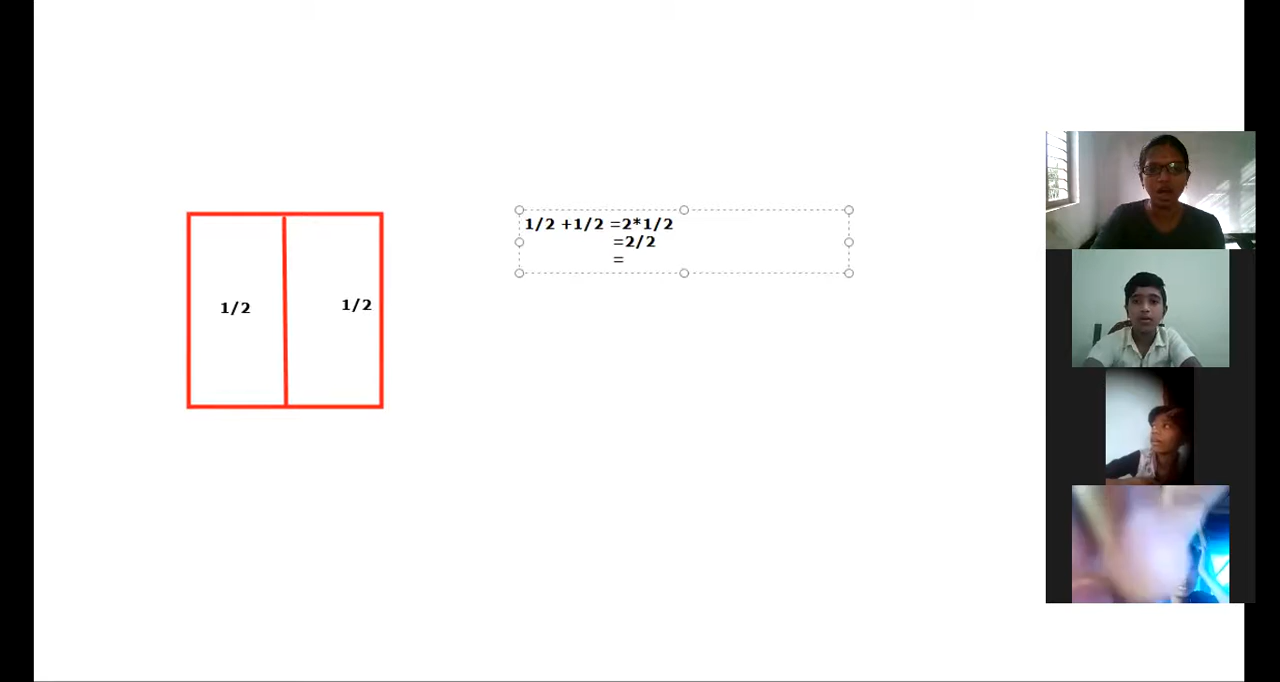 1/2 +1/2 =2*1/2
=2/2
=
1/2
1/2